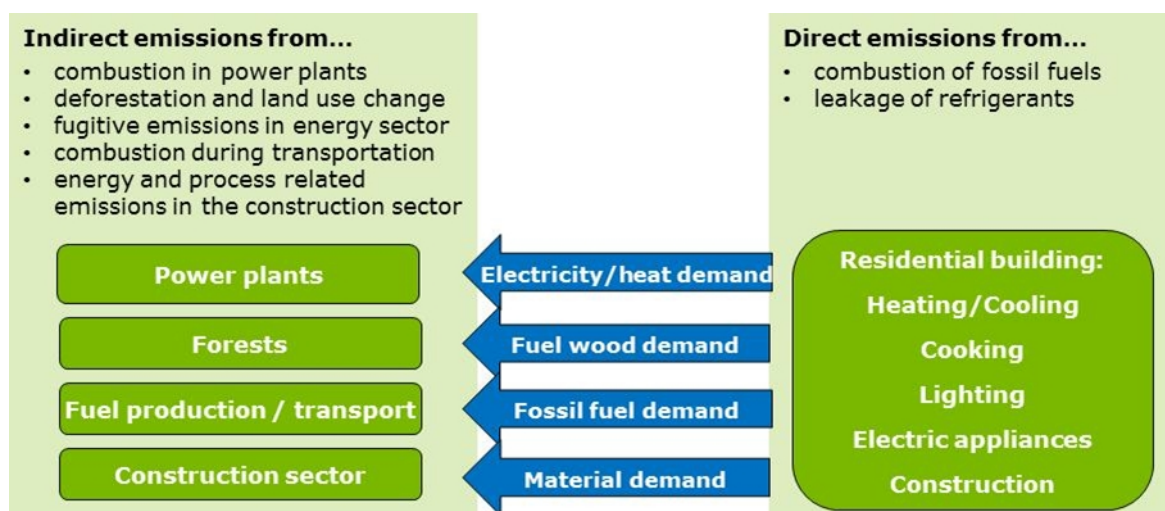 Indirect emissions from...
• combustion in power plants
• deforestation and land use change
• fugitive emissions in energy sector
• combustion during transportation
• energy and process related
emissions in the construction sector
Power plants
Forests
Fuel production / transport
Construction sector
Electricity/heat demand
Fuel wood demand
Fossil fuel demand
Material demand
Direct emissions from...
• combustion of fossil fuels
• leakage of refrigerants
Residential building:
Heating/Cooling
Cooking
Lighting
Electric appliances
Construction